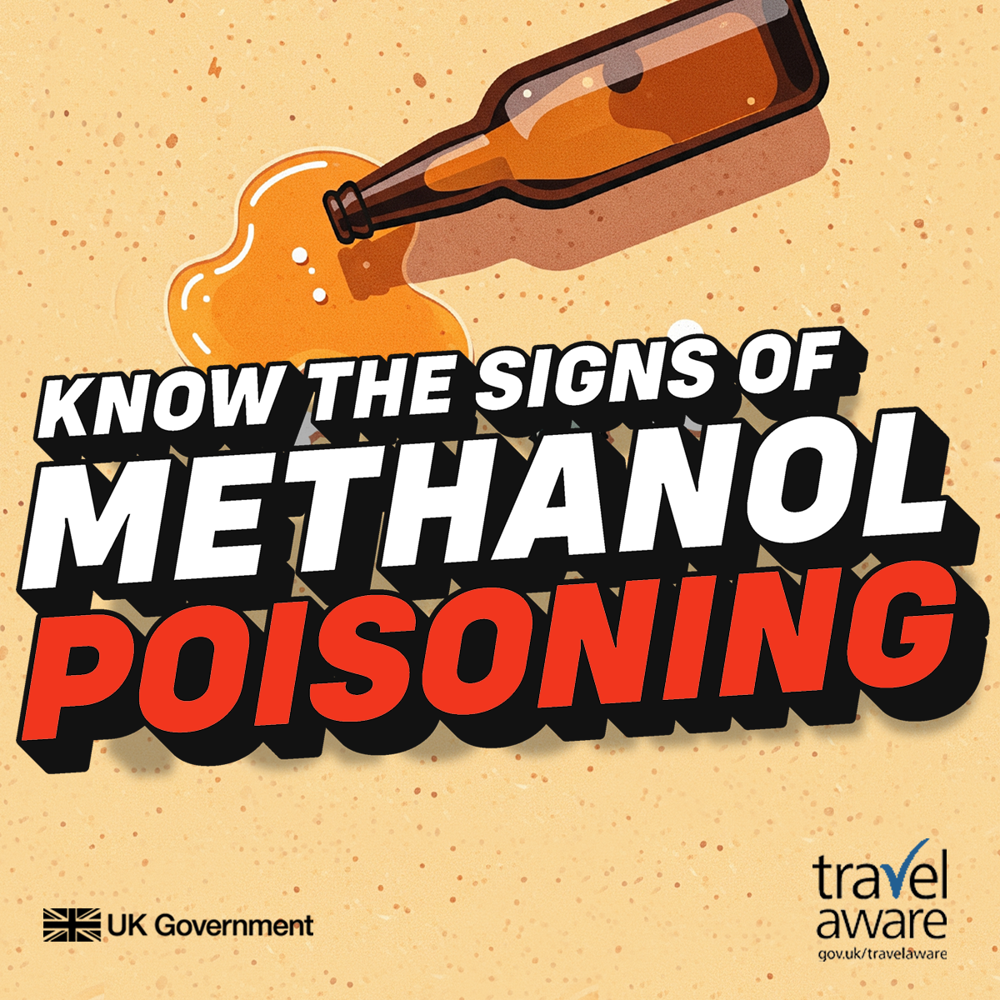 KNOW THE SIGNS OF
METHANOL
POISONING
UK Government
travel
aware
gov.uk/travelaware